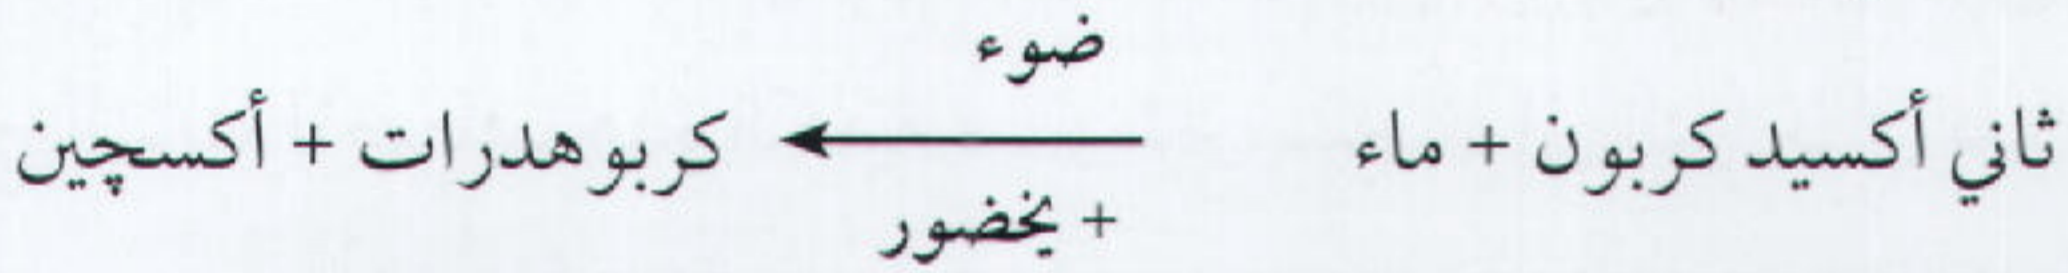 ضوء
ثاني أكسيد كربون + ماء ← كربوهدرات + أكسچين
+ يخضور